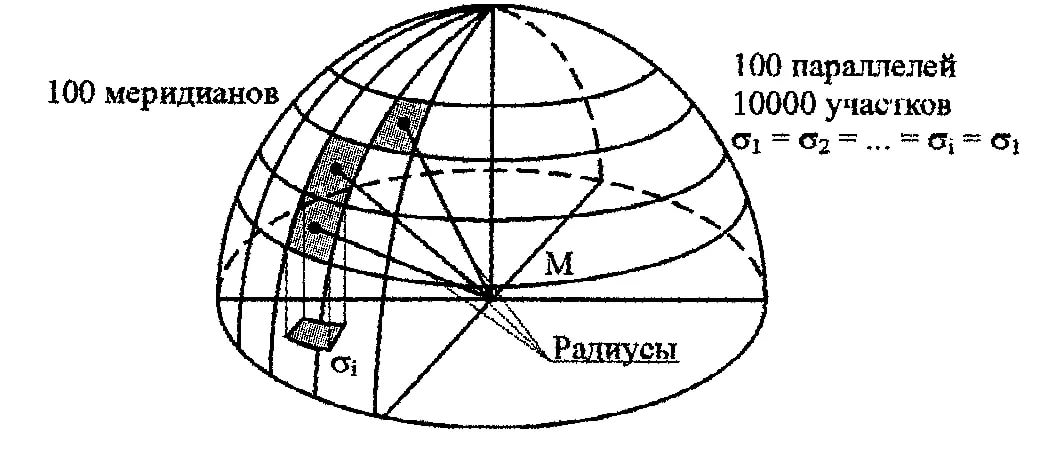 100 меридианов
100 параллелей
10000 участков
σ1 = σ2 = ... = σi = σ1
М
Радиусы
σi